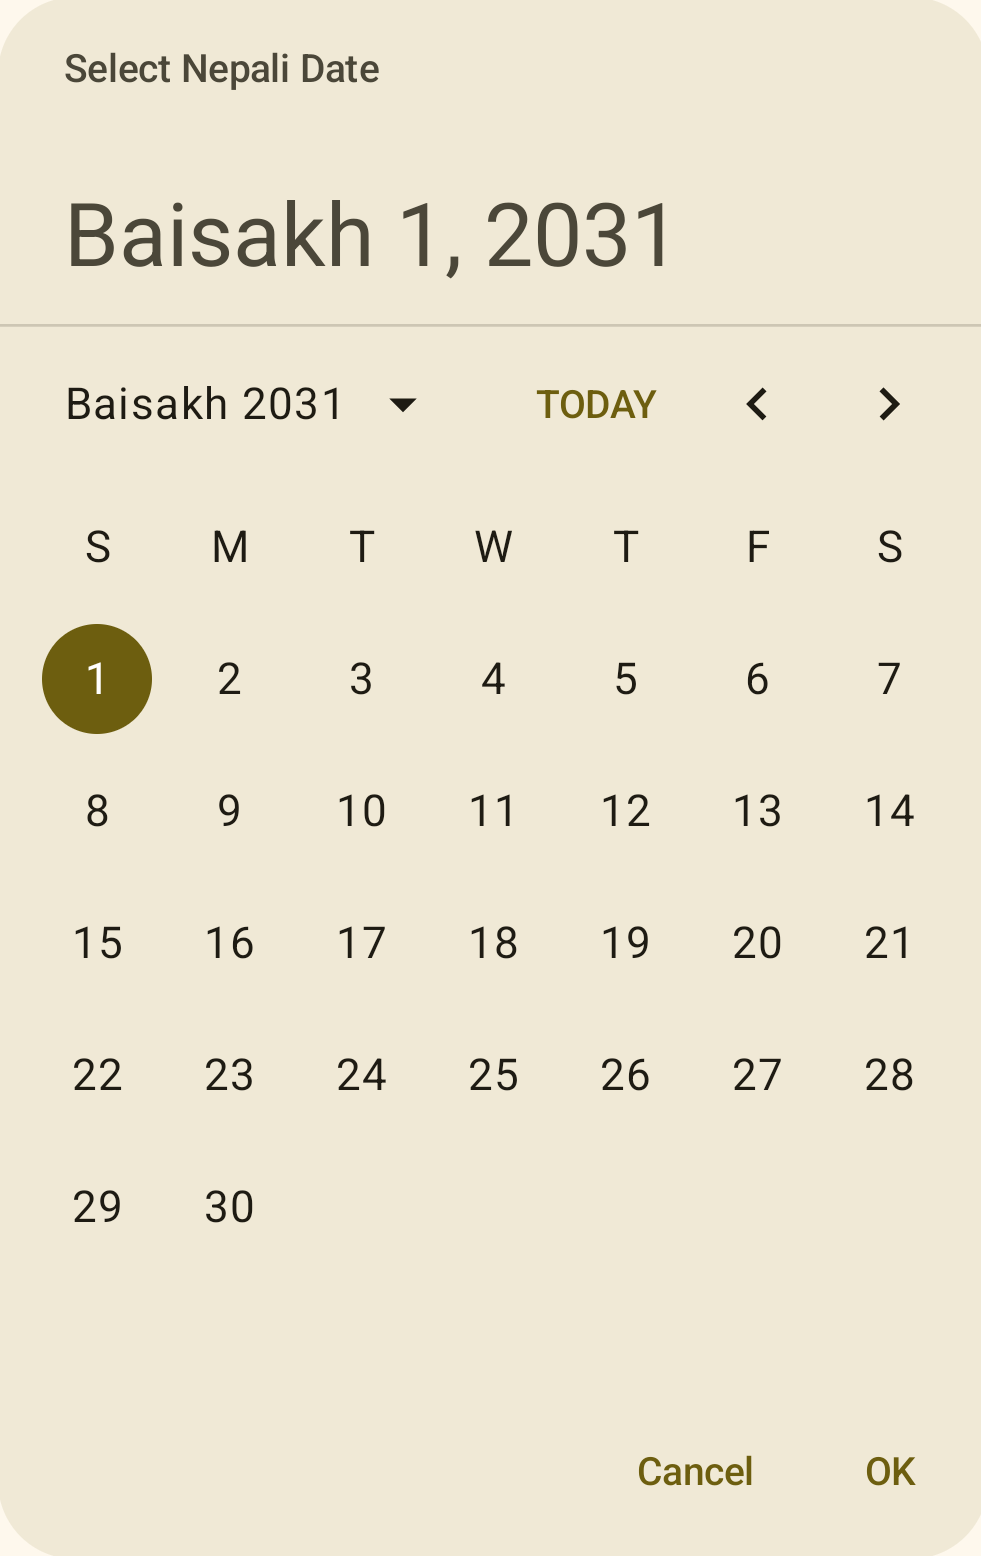 Select Nepali Date
Baisakh 1, 2031
Baisakh 2031 TODAY
S M T W T F S
1 2 3 4 5 6 7
8 9 10 11 12 13 14
15 16 17 18 19 20 21
22 23 24 25 26 27 28
29 30
Cancel OK